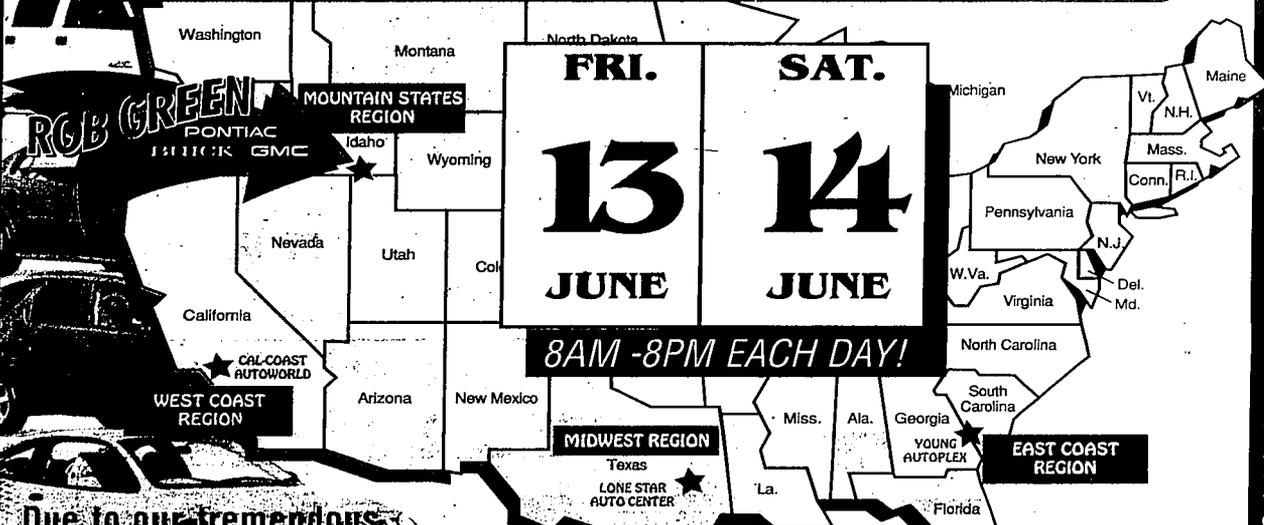 Washington
Montana
North Dakota
FRI.
SAT.
Michigan
Maine
Vt.
N.H.
ROB GREEN
PONTIAC
BUICK GMC
MOUNTAIN STATES
REGION
Idaho
Wyoming
13
14
New York
Mass.
Conn.
R.I.
Pennsylvania
N.J.
Nevada
Utah
Col
JUNE
JUNE
W.Va.
Virginia
Del.
Md.
California
8AM -8PM EACH DAY!
North Carolina
CAL-COAST
AUTOWORLD
WEST COAST
REGION
Arizona
New Mexico
Miss.
Ala.
Georgia
South
Carolina
YOUNG
AUTOPLEX
EAST COAST
REGION
MIDWEST REGION
Texas
LONE STAR
AUTO CENTER
La.
Florida
Due to our tremendous